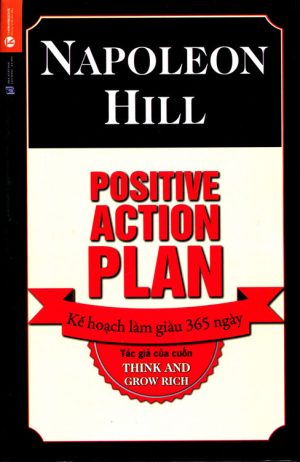 NAPOLEON
HILL
POSITIVE
ACTION
PLAN
Kế hoạch làm giàu 365 ngày
Tác giả của cuốn
THINK AND
GROW RICH